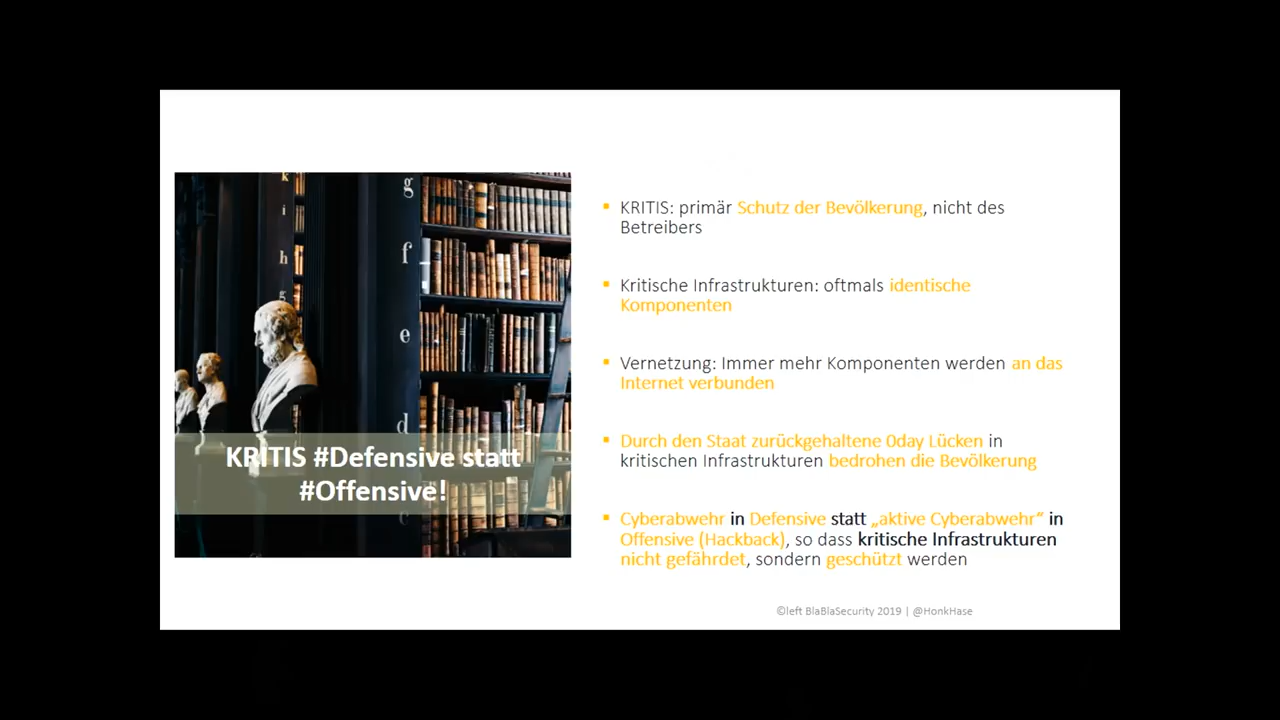 k
i
h
g
g
f
e
d
c
KRITIS #Defensive statt
#Offensive!
▪ KRITIS: primär Schutz der Bevölkerung, nicht des
Betreibers
▪ Kritische Infrastrukturen: oftmals identische
Komponenten
▪ Vernetzung: Immer mehr Komponenten werden an das
Internet verbunden
▪ Durch den Staat zurückgehaltene 0day Lücken in
kritischen Infrastrukturen bedrohen die Bevölkerung
▪ Cyberabwehr in Defensive statt „aktive Cyberabwehr“ in
Offensive (Hackback), so dass kritische Infrastrukturen
nicht gefährdet, sondern geschützt werden
©left BlaBlaSecurity 2019 | @HonkHase